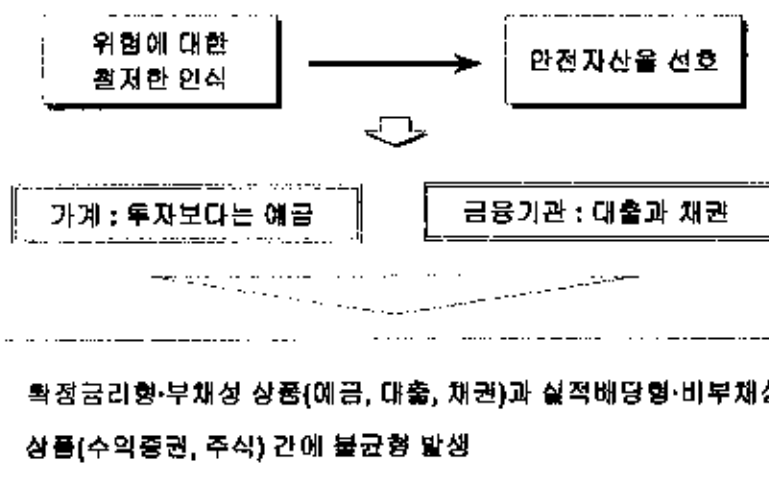 위험에 대한
철저한 인식
안전자산을 선호
가계 : 투자보다는 예금
금융기관 : 대출과 채권
확정금리형·부채성 상품(예금, 대출, 채권)과 실적배당형·비부채성
상품(수익증권, 주식) 간에 불균형 발생